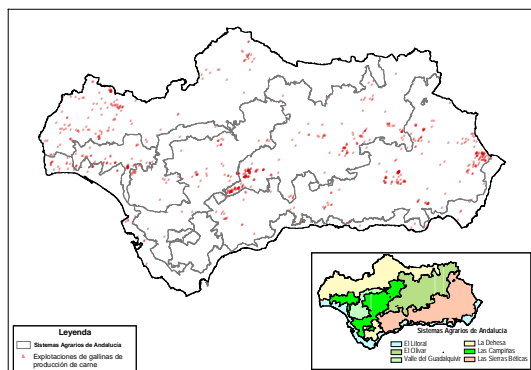 Leyenda
Sistemas Agrarios de Andalucía
Explotaciones de gallinas de
producción de carne
Sistemas Agrarios de Andalucía
El Litoral
La Dehesa
El Olivar
Las Campiñas
Valle del Guadalquivir
Las Sierras Béticas